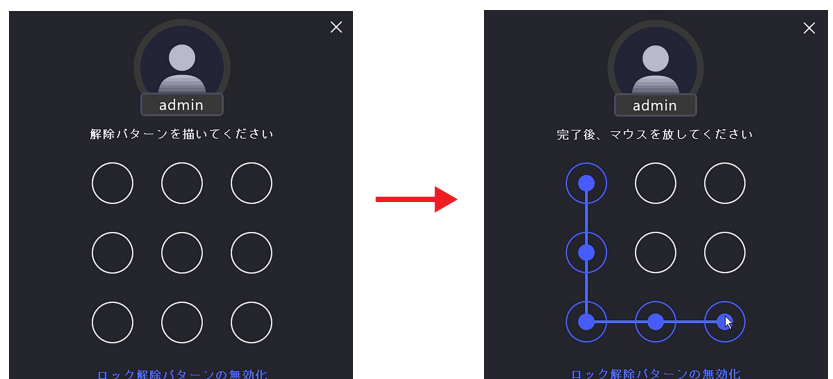 admin
解除パターンを描いてください
ロック解除パターンの無効化
admin
完了後、マウスを放してください
ロック解除パターンの無効化